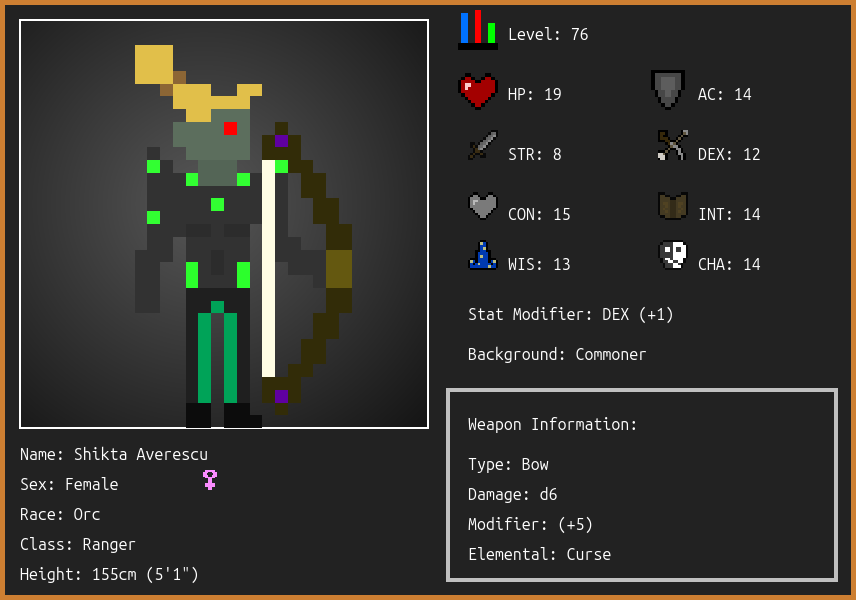 Level: 76
HP: 19
AC: 14
STR: 8
DEX: 12
CON: 15
INT: 14
WIS: 13
CHA: 14
Stat Modifier: DEX (+1)
Background: Commoner
Weapon Information:
Type: Bow
Damage: d6
Modifier: (+5)
Elemental: Curse
Name: Shikta Averescu
Sex: Female
Race: Orc
Class: Ranger
Height: 155cm (5'1")